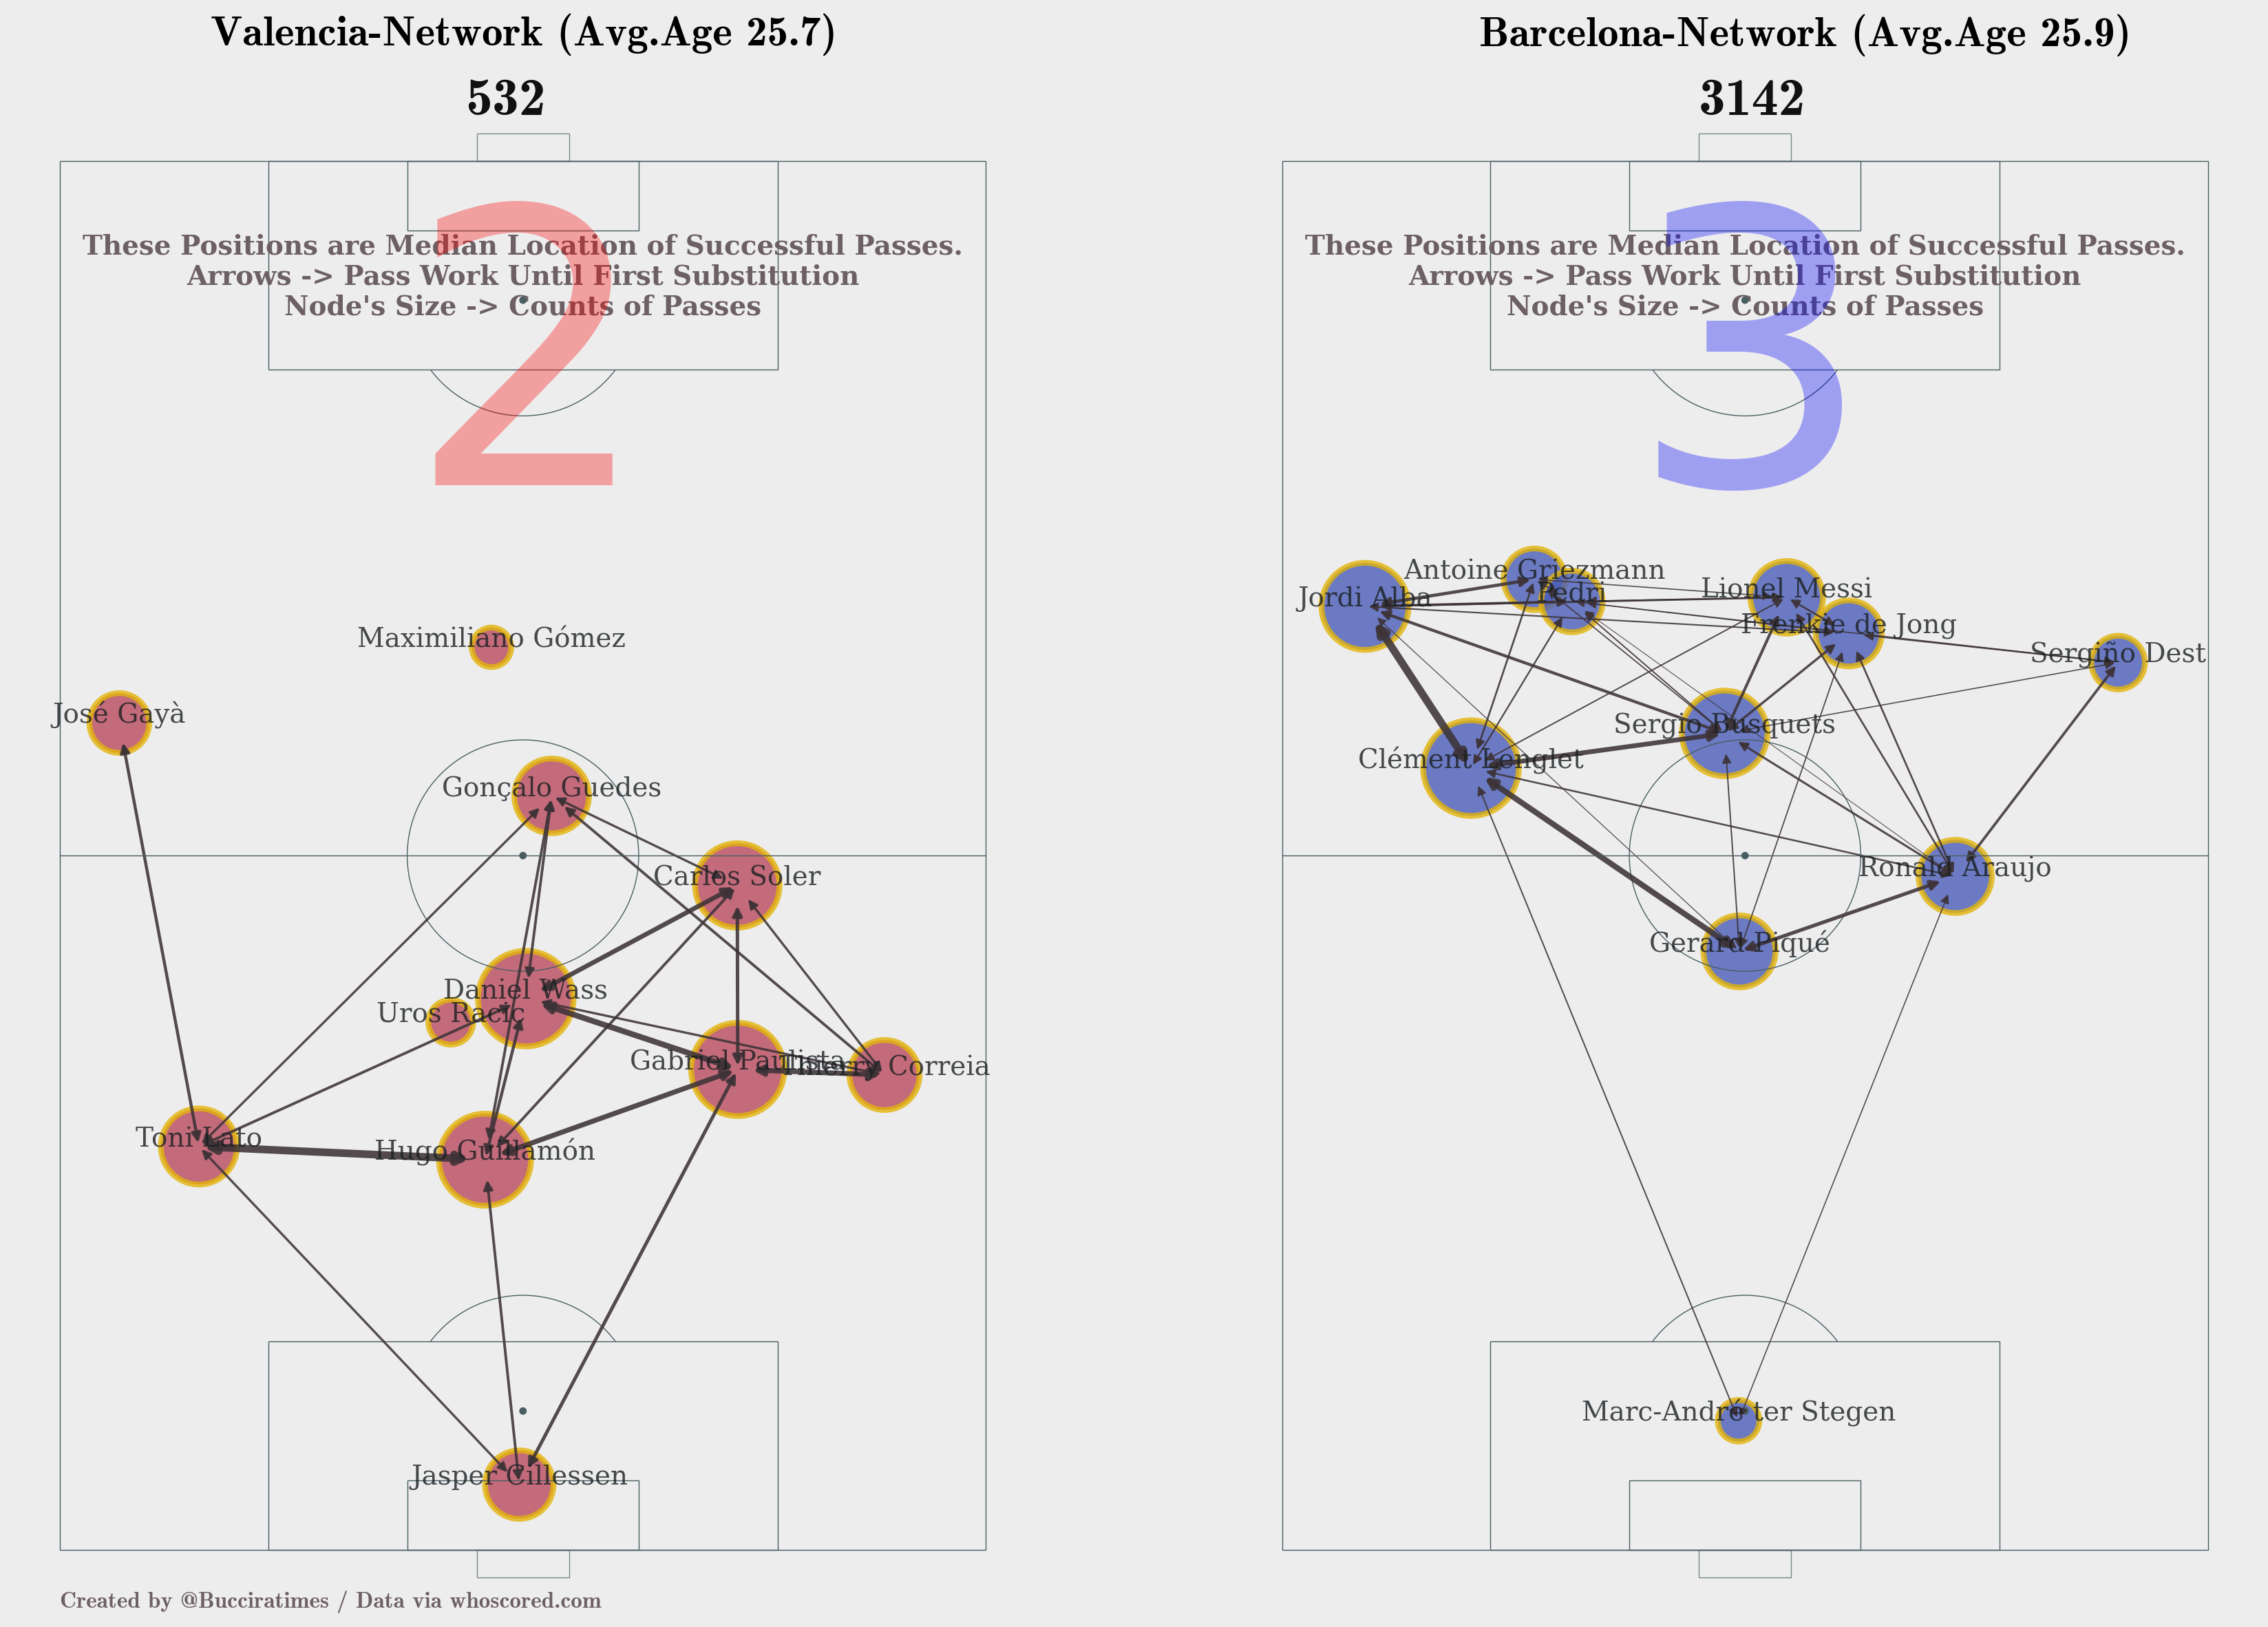 Valencia-Network (Avg.Age 25.7)
532
2
These Positions are Median Location of Successful Passes.
Arrows -> Pass Work Until First Substitution
Node's Size -> Counts of Passes
Maximiliano Gómez
José Gayà
Gonçalo Guedes
Carlos Soler
Daniel Wass
Uros Racic
Gabriel Paulista
Thierry Correia
Toni Lato
Hugo Guillamón
Jasper Cillessen
Created by @Bucciratimes / Data via whoscored.com
Barcelona-Network (Avg.Age 25.9)
3142
3
These Positions are Median Location of Successful Passes.
Arrows -> Pass Work Until First Substitution
Node's Size -> Counts of Passes
Antoine Griezmann
Jordi Alba
Pedri
Lionel Messi
Frenkie de Jong
Sergiño Dest
Sergio Busquets
Clément Lenglet
Ronald Araujo
Gerard Piqué
Marc-André ter Stegen